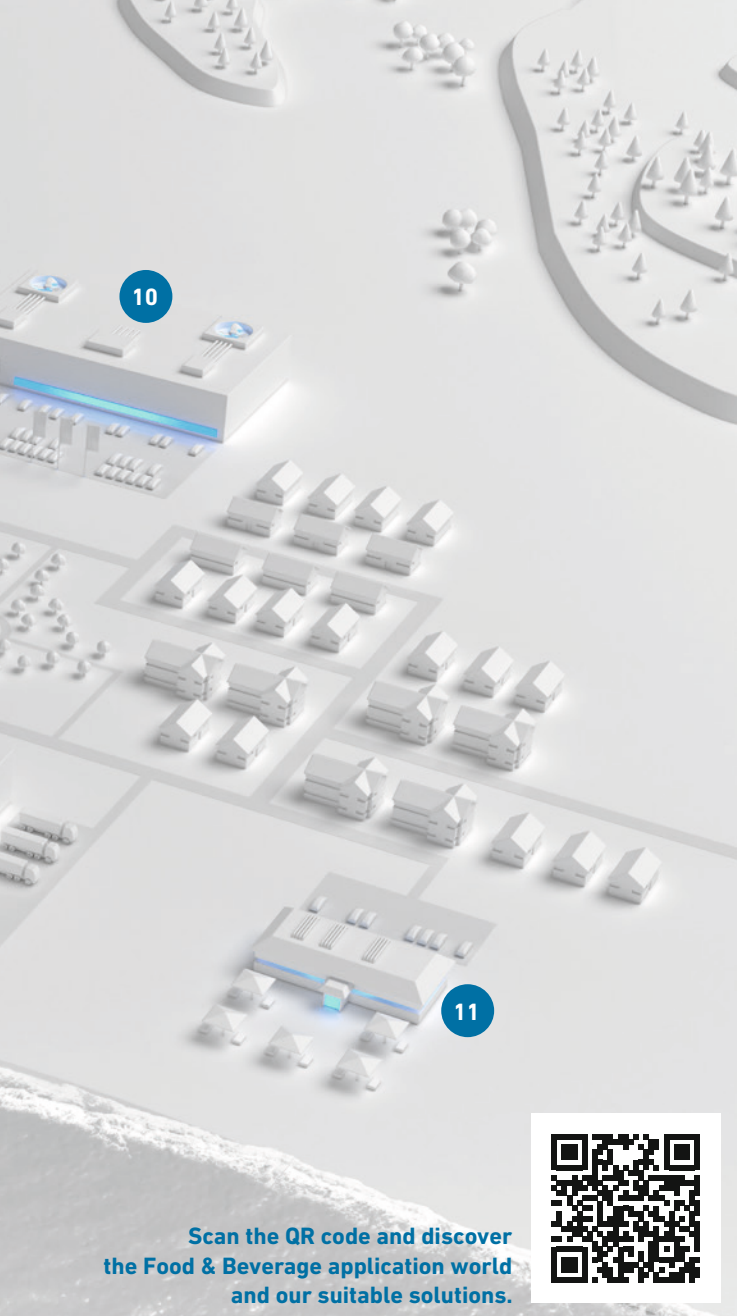 10
11
Scan the QR code and discover
the Food & Beverage application world
and our suitable solutions.